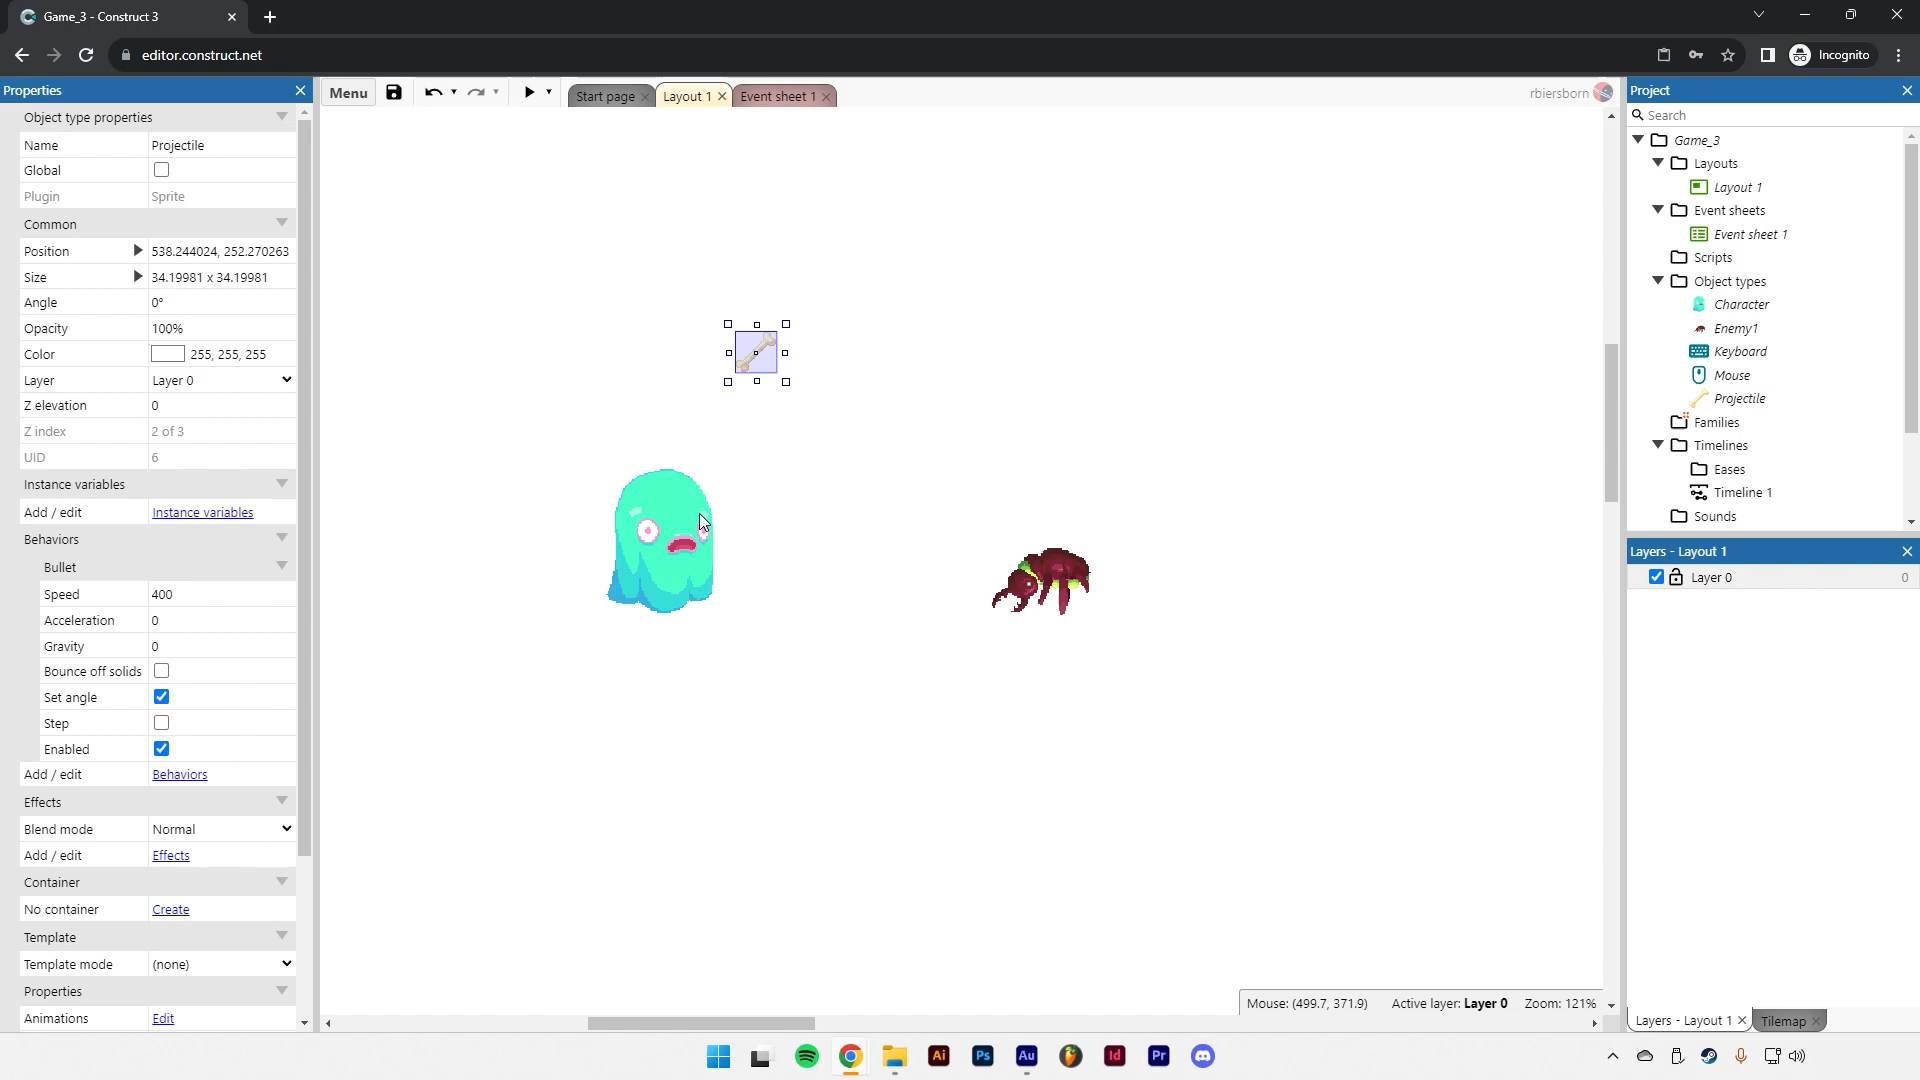 Game_3 - Construct 3
editor.construct.net
Incognito
Properties
Object type properties
Name Projectile
Global
Plugin Sprite
Common
Position 538.244024, 252.270263
Size 34.19981 x 34.19981
Angle 0°
Opacity 100%
Color 255, 255, 255
Layer Layer 0
Z elevation 0
Z index 2 of 3
UID 6
Instance variables
Add / edit Instance variables
Behaviors
Bullet
Speed 400
Acceleration 0
Gravity 0
Bounce off solids
Set angle
Step
Enabled
Add / edit Behaviors
Effects
Blend mode Normal
Add / edit Effects
Container
No container Create
Template
Template mode (none)
Properties
Animations Edit
Menu
Start page
Layout 1
Event sheet 1
rbiersborn
Mouse: (499.7, 371.9) Active layer: Layer 0 Zoom: 121%
Project
Search
Game_3
Layouts
Layout 1
Event sheets
Event sheet 1
Scripts
Object types
Character
Enemy1
Keyboard
Mouse
Projectile
Families
Timelines
Eases
Timeline 1
Sounds
Layers - Layout 1
Layer 0 0
Layers - Layout 1
Tilemap
Ai
Ps
Au
Id
Pr